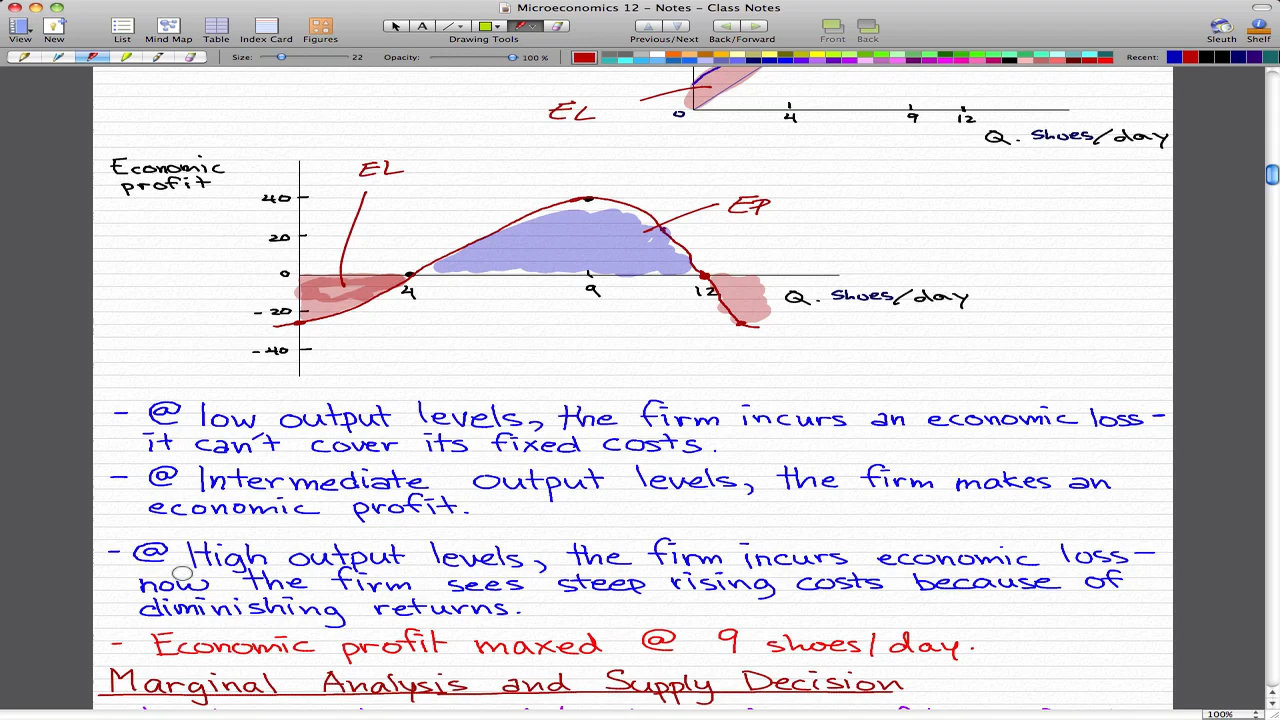 Microeconomics 12 - Notes - Class Notes
View New Link Mind Map Table Index Card Figures Drawing Tools Previous/Next Back/Forward Front Back Sleuth Shelf
Size: 22 Opacity: 100 % Recent:
EL
0 4 9 12
Q. shoes/day
Economic
profit
EL
EP
40
20
0
-20
-40
4 9 12
Q. shoes/day
- @ low output levels, the firm incurs an economic loss -
it can't cover its fixed costs.
- @ Intermediate output levels, the firm makes an
economic profit.
- @ High output levels, the firm incurs economic loss -
now the firm sees steep rising costs because of
diminishing returns.
- Economic profit maxed @ 9 shoes/day.
Marginal Analysis and Supply Decision
100%